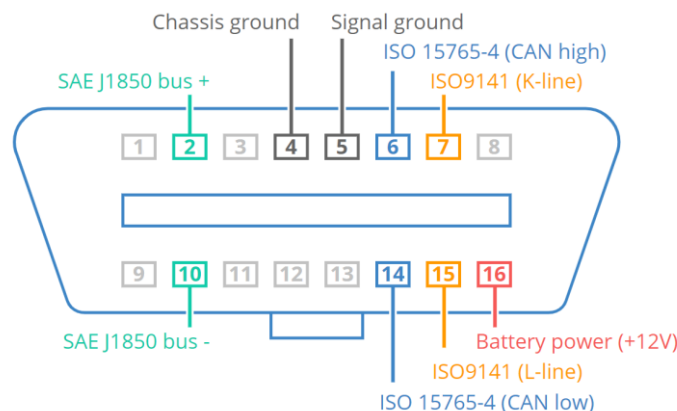 Chassis ground Signal ground
ISO 15765-4 (CAN high)
SAE J1850 bus + ISO9141 (K-line)
1 2 3 4 5 6 7 8
9 10 11 12 13 14 15 16
SAE J1850 bus - Battery power (+12V)
ISO9141 (L-line)
ISO 15765-4 (CAN low)